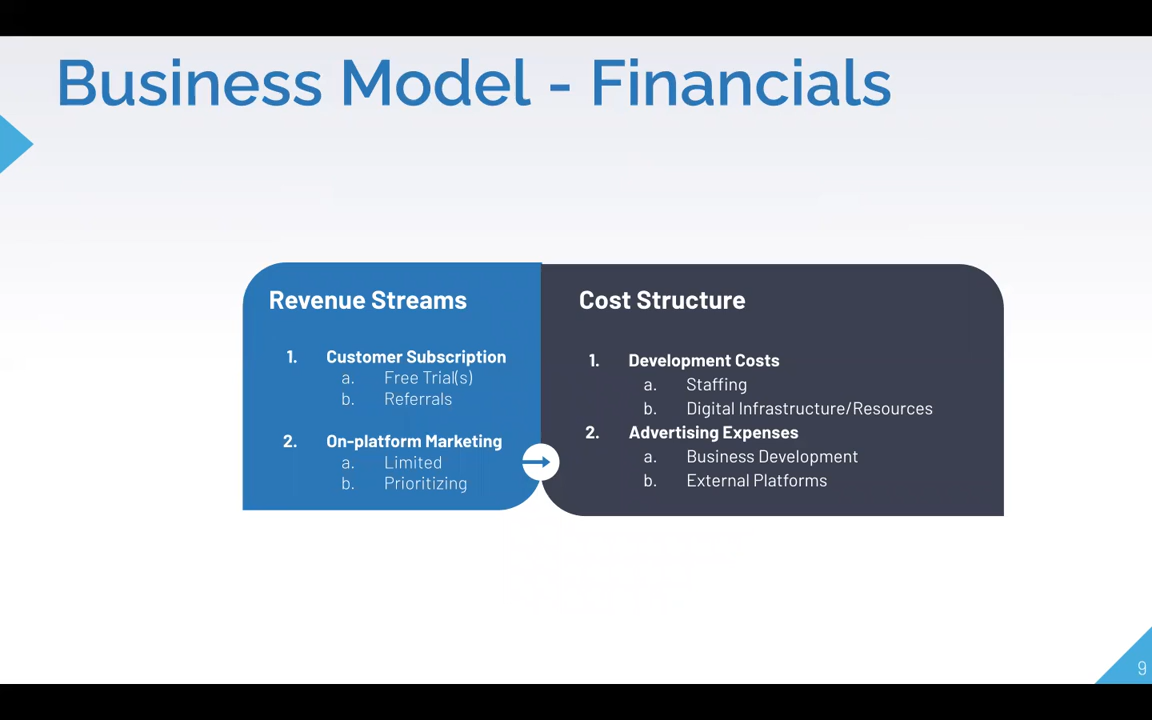 Business Model - Financials
Revenue Streams
1. Customer Subscription
a. Free Trial(s)
b. Referrals
2. On-platform Marketing
a. Limited
b. Prioritizing
Cost Structure
1. Development Costs
a. Staffing
b. Digital Infrastructure/Resources
2. Advertising Expenses
a. Business Development
b. External Platforms
9